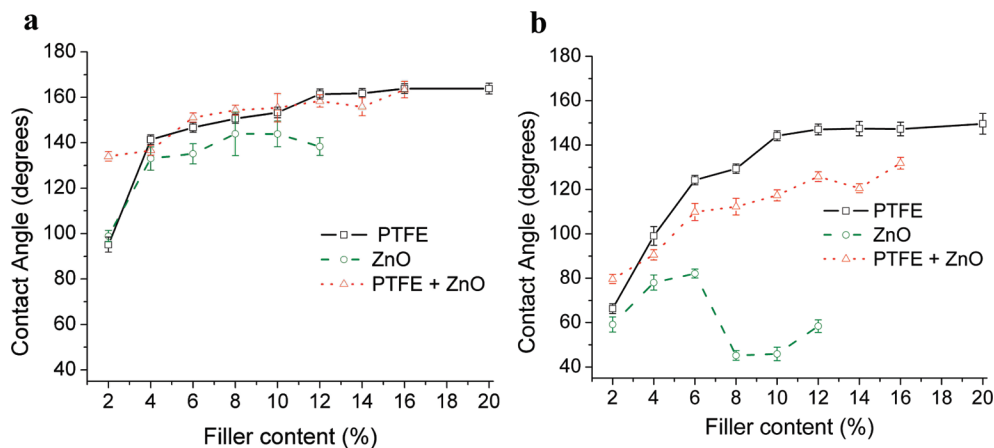 a
180
160
140
120
100
80
60
40
2 4 6 8 10 12 14 16 18 20
Contact Angle (degrees)
Filler content (%)
PTFE
ZnO
PTFE + ZnO
b
180
160
140
120
100
80
60
40
2 4 6 8 10 12 14 16 18 20
Contact Angle (degrees)
Filler content (%)
PTFE
ZnO
PTFE + ZnO